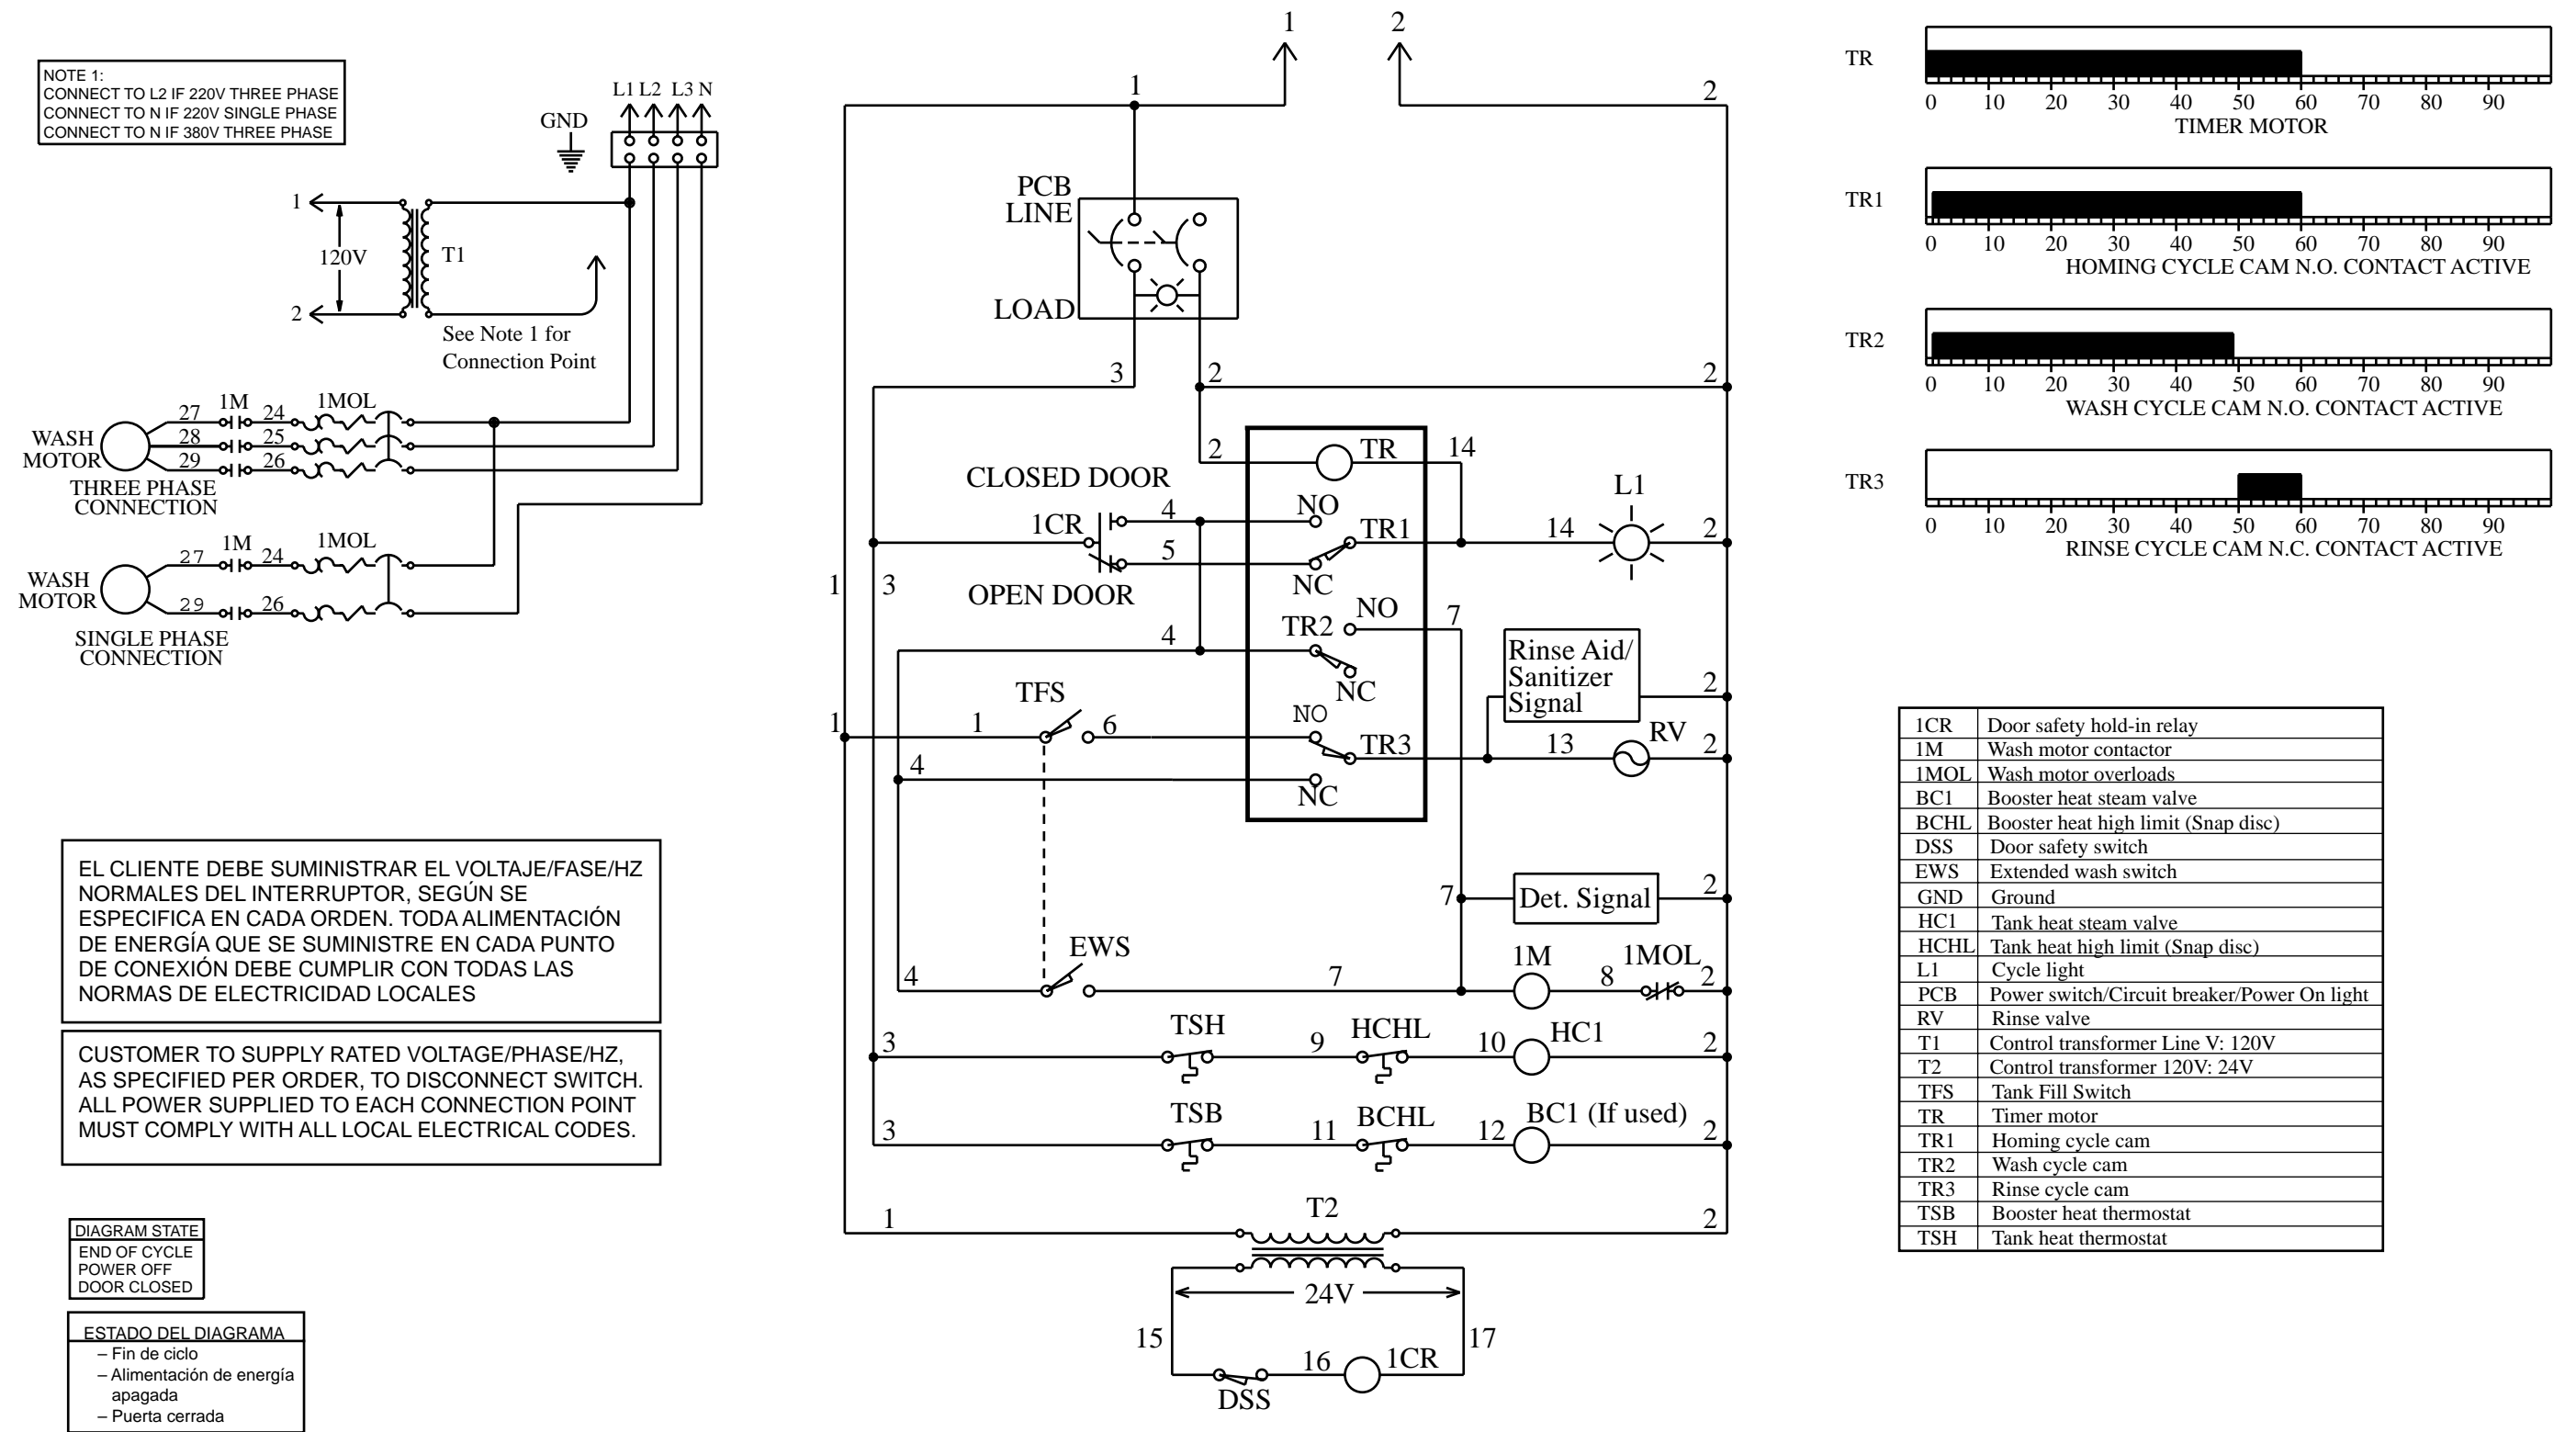 NOTE 1:
CONNECT TO L2 IF 220V THREE PHASE
CONNECT TO N IF 220V SINGLE PHASE
CONNECT TO N IF 380V THREE PHASE
GND
L1 L2 L3 N
1
120V
T1
2
See Note 1 for
Connection Point
WASH
MOTOR
27 1M 24 1MOL
28 25
29 26
THREE PHASE
CONNECTION
WASH
MOTOR
27 1M 24 1MOL
29 26
SINGLE PHASE
CONNECTION
EL CLIENTE DEBE SUMINISTRAR EL VOLTAJE/FASE/HZ
NORMALES DEL INTERRUPTOR, SEGÚN SE
ESPECIFICA EN CADA ORDEN. TODA ALIMENTACIÓN
DE ENERGÍA QUE SE SUMINISTRE EN CADA PUNTO
DE CONEXIÓN DEBE CUMPLIR CON TODAS LAS
NORMAS DE ELECTRICIDAD LOCALES
CUSTOMER TO SUPPLY RATED VOLTAGE/PHASE/HZ,
AS SPECIFIED PER ORDER, TO DISCONNECT SWITCH.
ALL POWER SUPPLIED TO EACH CONNECTION POINT
MUST COMPLY WITH ALL LOCAL ELECTRICAL CODES.
DIAGRAM STATE
END OF CYCLE
POWER OFF
DOOR CLOSED
ESTADO DEL DIAGRAMA
– Fin de ciclo
– Alimentación de energía
apagada
– Puerta cerrada
1 2
1 2
PCB
LINE
LOAD
3 2 2
2 TR 14
CLOSED DOOR
1CR 4 NO
5 TR1 14 L1 2
NC
OPEN DOOR
1 3
NO 7
4 TR2
NC
Rinse Aid/
Sanitizer
Signal
2
TFS
NO
1 1 6 TR3 13 RV 2
4
NC
7 Det. Signal 2
EWS
4 7 1M 8 1MOL 2
3 TSH 9 HCHL 10 HC1 2
3 TSB 11 BCHL 12 BC1 (If used) 2
1 T2 2
24V
15 17
16 1CR
DSS
TR
0 10 20 30 40 50 60 70 80 90
TIMER MOTOR
TR1
0 10 20 30 40 50 60 70 80 90
HOMING CYCLE CAM N.O. CONTACT ACTIVE
TR2
0 10 20 30 40 50 60 70 80 90
WASH CYCLE CAM N.O. CONTACT ACTIVE
TR3
0 10 20 30 40 50 60 70 80 90
RINSE CYCLE CAM N.C. CONTACT ACTIVE
1CR Door safety hold-in relay
1M Wash motor contactor
1MOL Wash motor overloads
BC1 Booster heat steam valve
BCHL Booster heat high limit (Snap disc)
DSS Door safety switch
EWS Extended wash switch
GND Ground
HC1 Tank heat steam valve
HCHL Tank heat high limit (Snap disc)
L1 Cycle light
PCB Power switch/Circuit breaker/Power On light
RV Rinse valve
T1 Control transformer Line V: 120V
T2 Control transformer 120V: 24V
TFS Tank Fill Switch
TR Timer motor
TR1 Homing cycle cam
TR2 Wash cycle cam
TR3 Rinse cycle cam
TSB Booster heat thermostat
TSH Tank heat thermostat